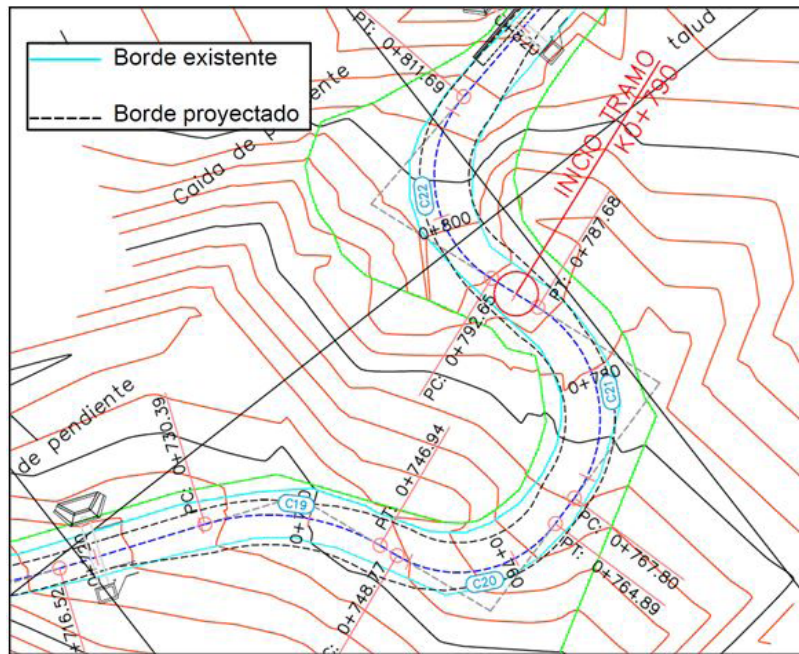 Borde existente
Borde proyectado
PT: 0+811.69
0+820
talud
INICIO TRAMO
K0+790
Caida de pendiente
C22
0+800
PT: 0+787.68
PC: 0+792.65
0+780
C21
de pendiente
PC: 0+730.39
PT: 0+746.94
C19
PC: 0+767.80
PT: 0+764.89
0+760
C20
+716.52
C: 0+748.77